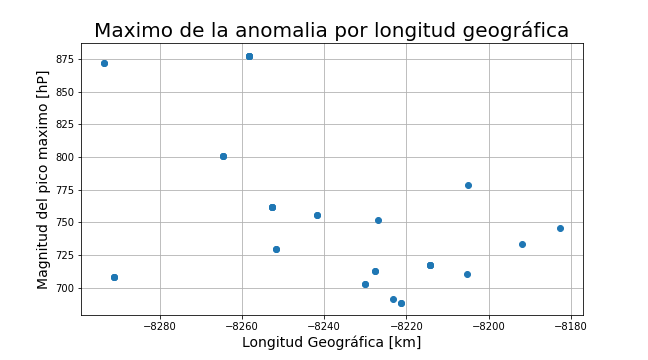 Maximo de la anomalia por longitud geográfica
Magnitud del pico maximo [hP]
875
850
825
800
775
750
725
700
−8280 −8260 −8240 −8220 −8200 −8180
Longitud Geográfica [km]